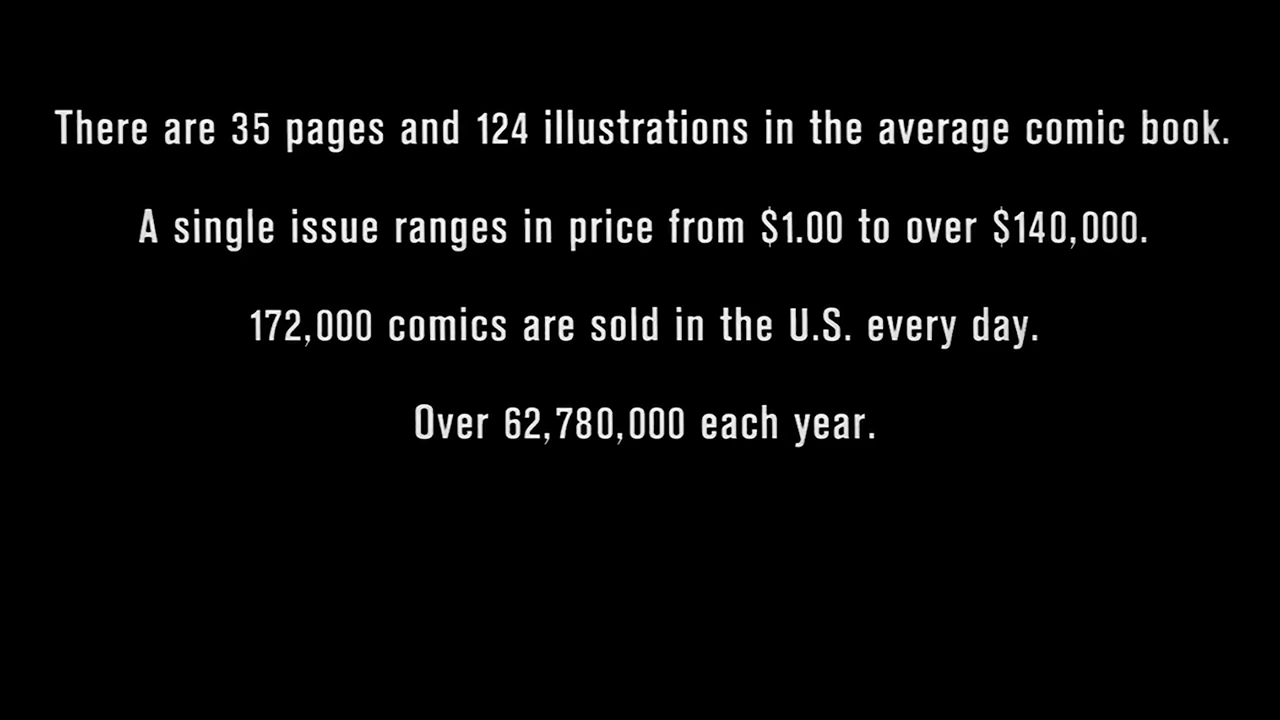 There are 35 pages and 124 illustrations in the average comic book.
A single issue ranges in price from $1.00 to over $140,000.
172,000 comics are sold in the U.S. every day.
Over 62,780,000 each year.